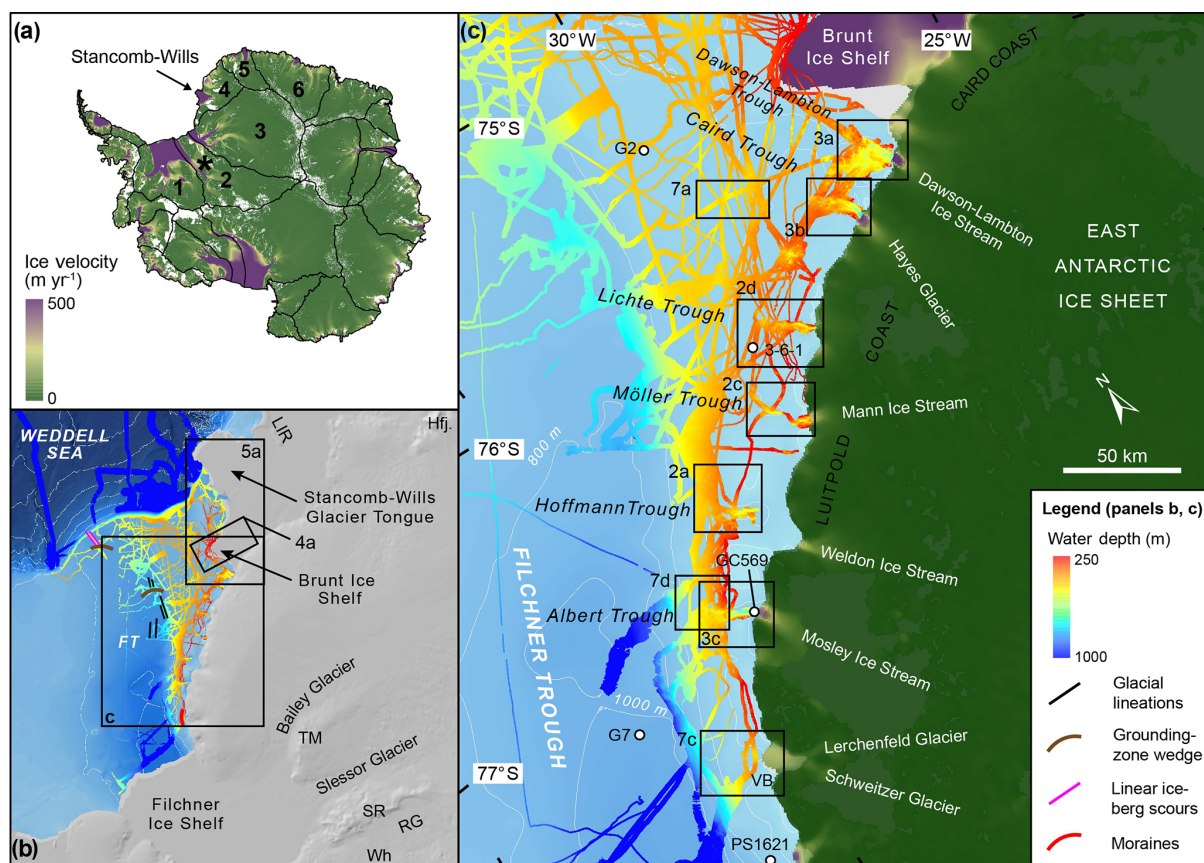 (a)
Stancomb-Wills
5
4
6
3
1
2
*
Ice velocity
(m yr⁻¹)
500
0
WEDDELL
SEA
LIR
Hfj.
5a
Stancomb-Wills
Glacier Tongue
4a
Brunt Ice
Shelf
FT
c
Bailey Glacier
TM
Slessor Glacier
SR
RG
Filchner
Ice Shelf
Wh
(b)
(c)
30°W
25°W
Brunt
Ice Shelf
CAIRD COAST
Dawson-Lambton
Trough
75°S
G2
Caird Trough
3a
7a
3b
Dawson-Lambton
Ice Stream
Hayes Glacier
EAST
ANTARCTIC
ICE SHEET
Lichte Trough
2d
3-6-1
COAST
2c
Möller Trough
Mann Ice Stream
N
50 km
76°S
800 m
2a
LUITPOLD
Hoffmann Trough
FILCHNER TROUGH
GC569
Weldon Ice Stream
7d
Albert Trough
3c
Mosley Ice Stream
1000 m
G7
7c
VB
Lerchenfeld Glacier
Schweitzer Glacier
77°S
PS1621
Legend (panels b, c)
Water depth (m)
250
1000
Glacial
lineations
Grounding-
zone wedge
Linear ice-
berg scours
Moraines